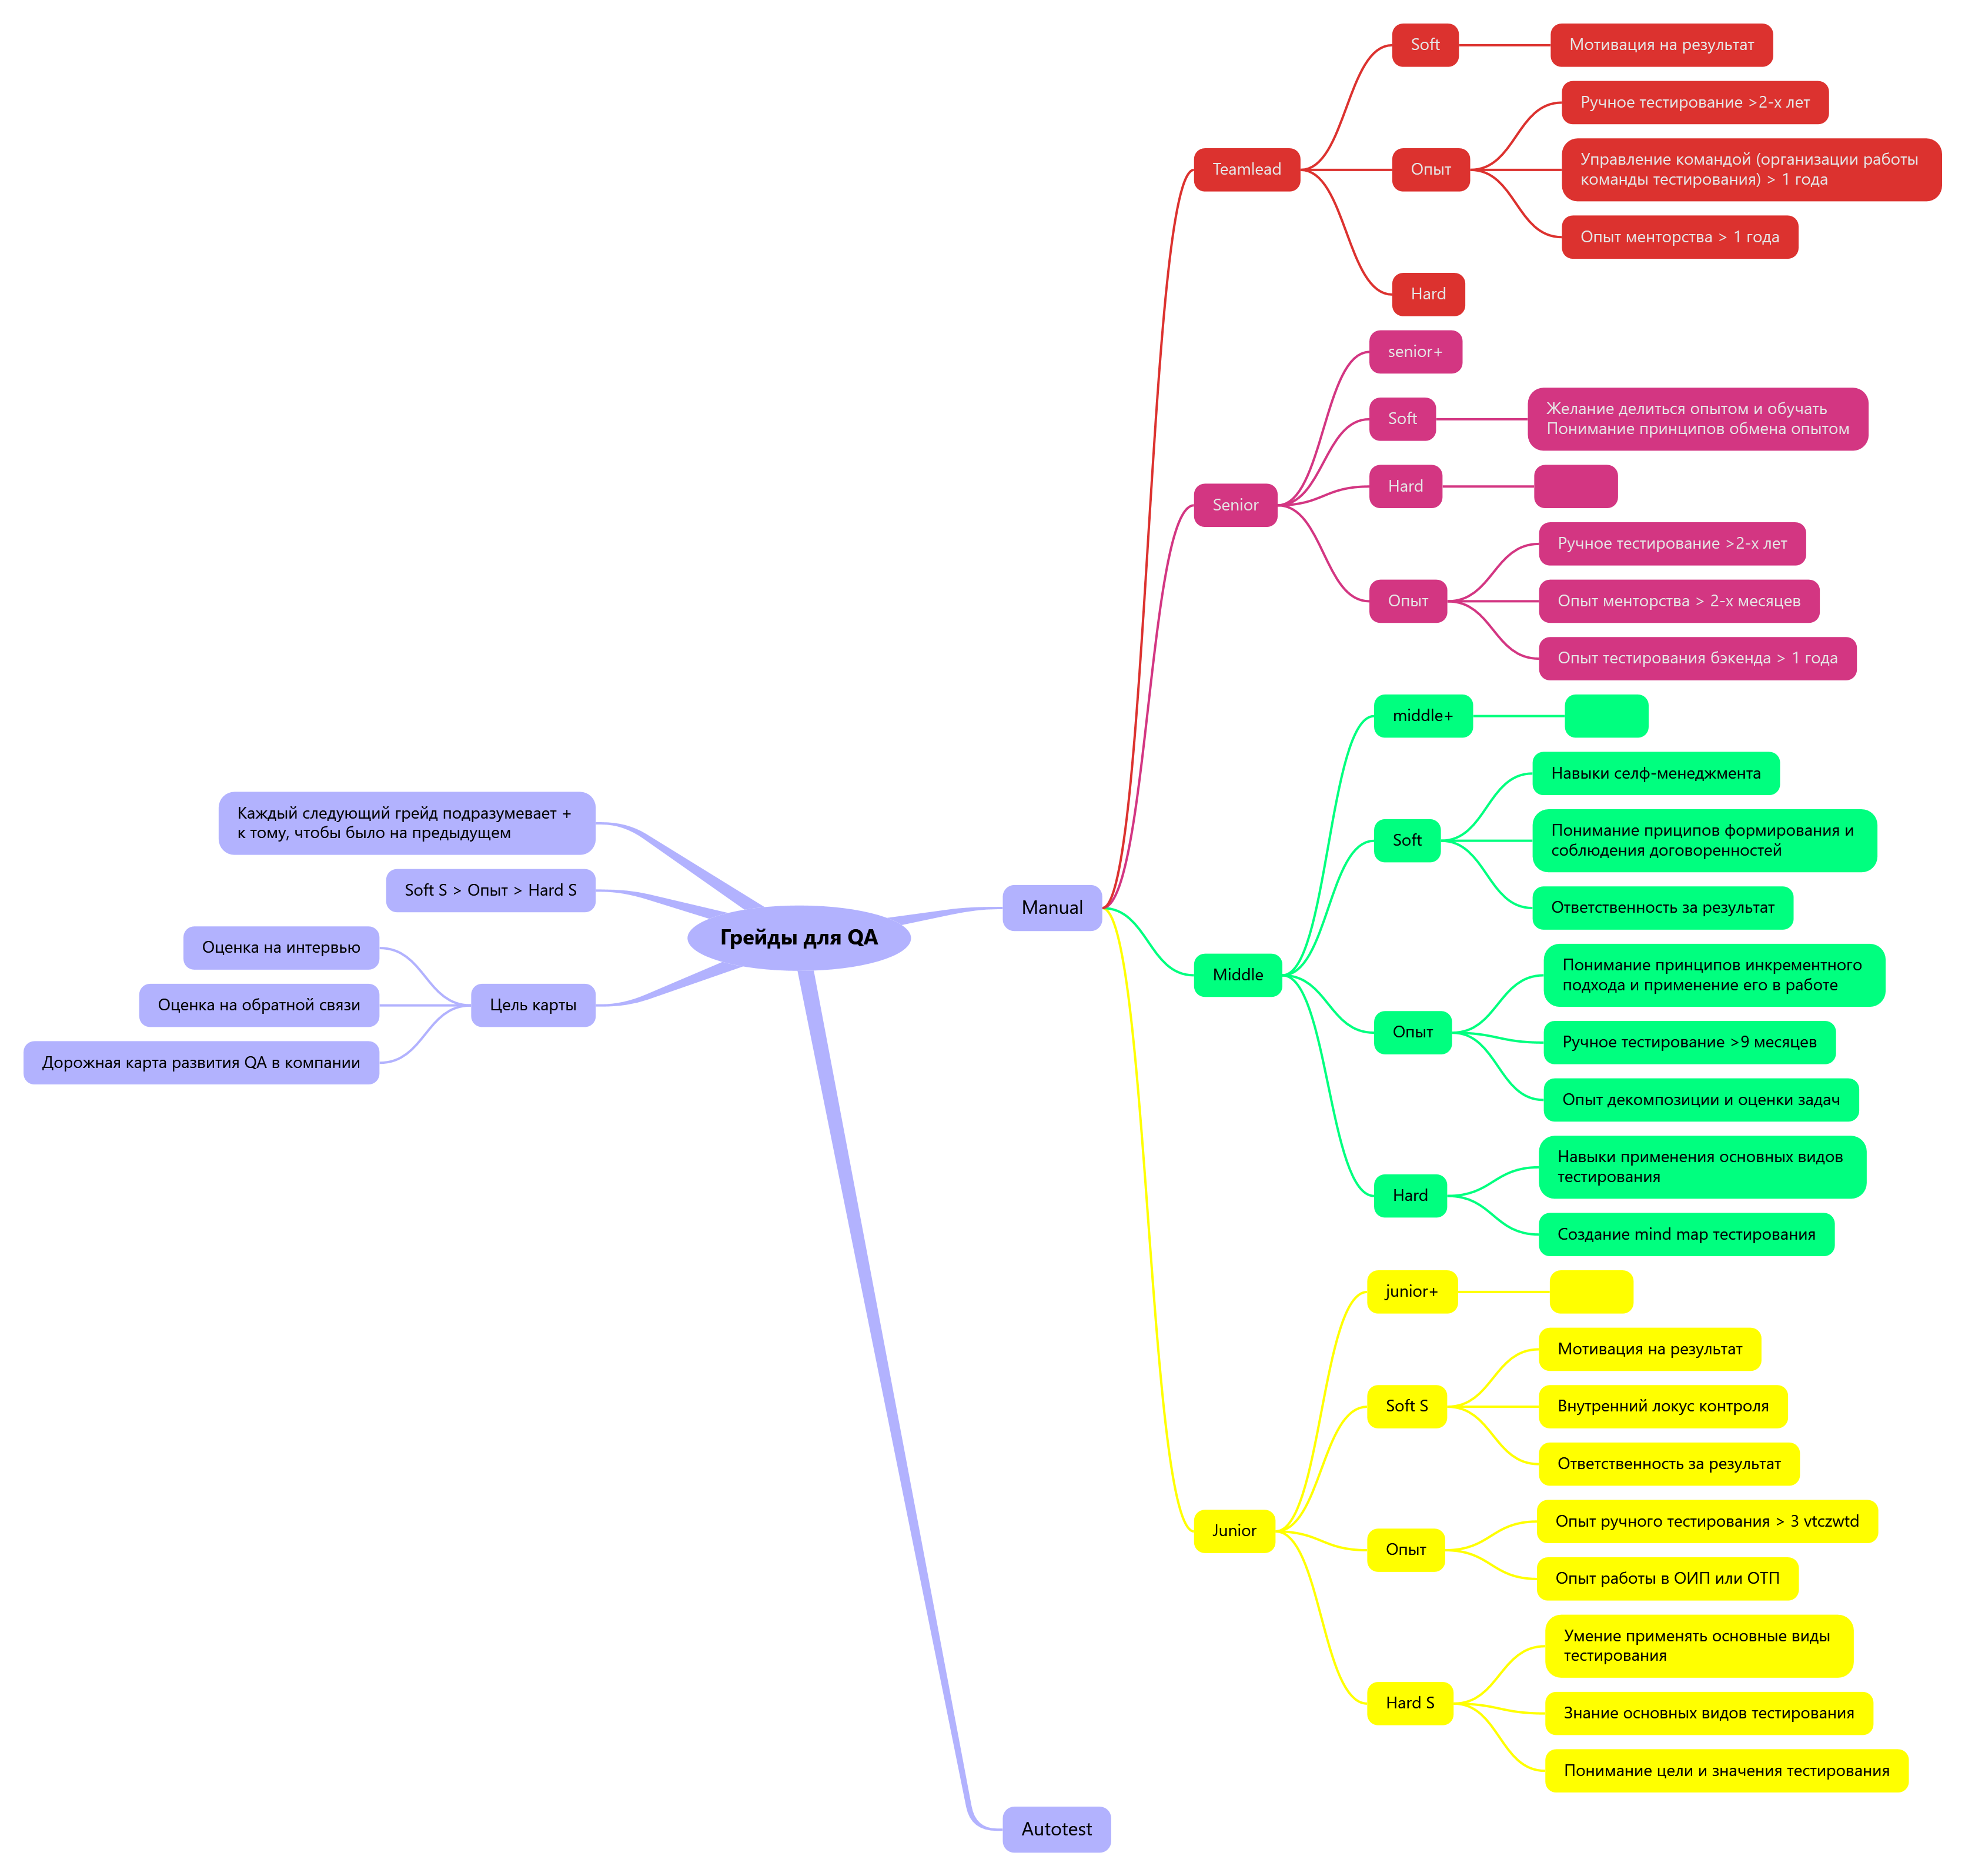 Грейды для QA
Каждый следующий грейд подразумевает +
к тому, чтобы было на предыдущем
Soft S > Опыт > Hard S
Цель карты
Оценка на интервью
Оценка на обратной связи
Дорожная карта развития QA в компании
Manual
Teamlead
Soft
Мотивация на результат
Опыт
Ручное тестирование >2-х лет
Управление командой (организации работы
команды тестирования) > 1 года
Опыт менторства > 1 года
Hard
Senior
senior+
Soft
Желание делиться опытом и обучать
Понимание принципов обмена опытом
Hard
Опыт
Ручное тестирование >2-х лет
Опыт менторства > 2-х месяцев
Опыт тестирования бэкенда > 1 года
Middle
middle+
Soft
Навыки селф-менеджмента
Понимание приципов формирования и
соблюдения договоренностей
Ответственность за результат
Опыт
Понимание принципов инкрементного
подхода и применение его в работе
Ручное тестирование >9 месяцев
Опыт декомпозиции и оценки задач
Hard
Навыки применения основных видов
тестирования
Создание mind map тестирования
Junior
junior+
Soft S
Мотивация на результат
Внутренний локус контроля
Ответственность за результат
Опыт
Опыт ручного тестирования > 3 vtczwtd
Опыт работы в ОИП или ОТП
Hard S
Умение применять основные виды
тестирования
Знание основных видов тестирования
Понимание цели и значения тестирования
Autotest